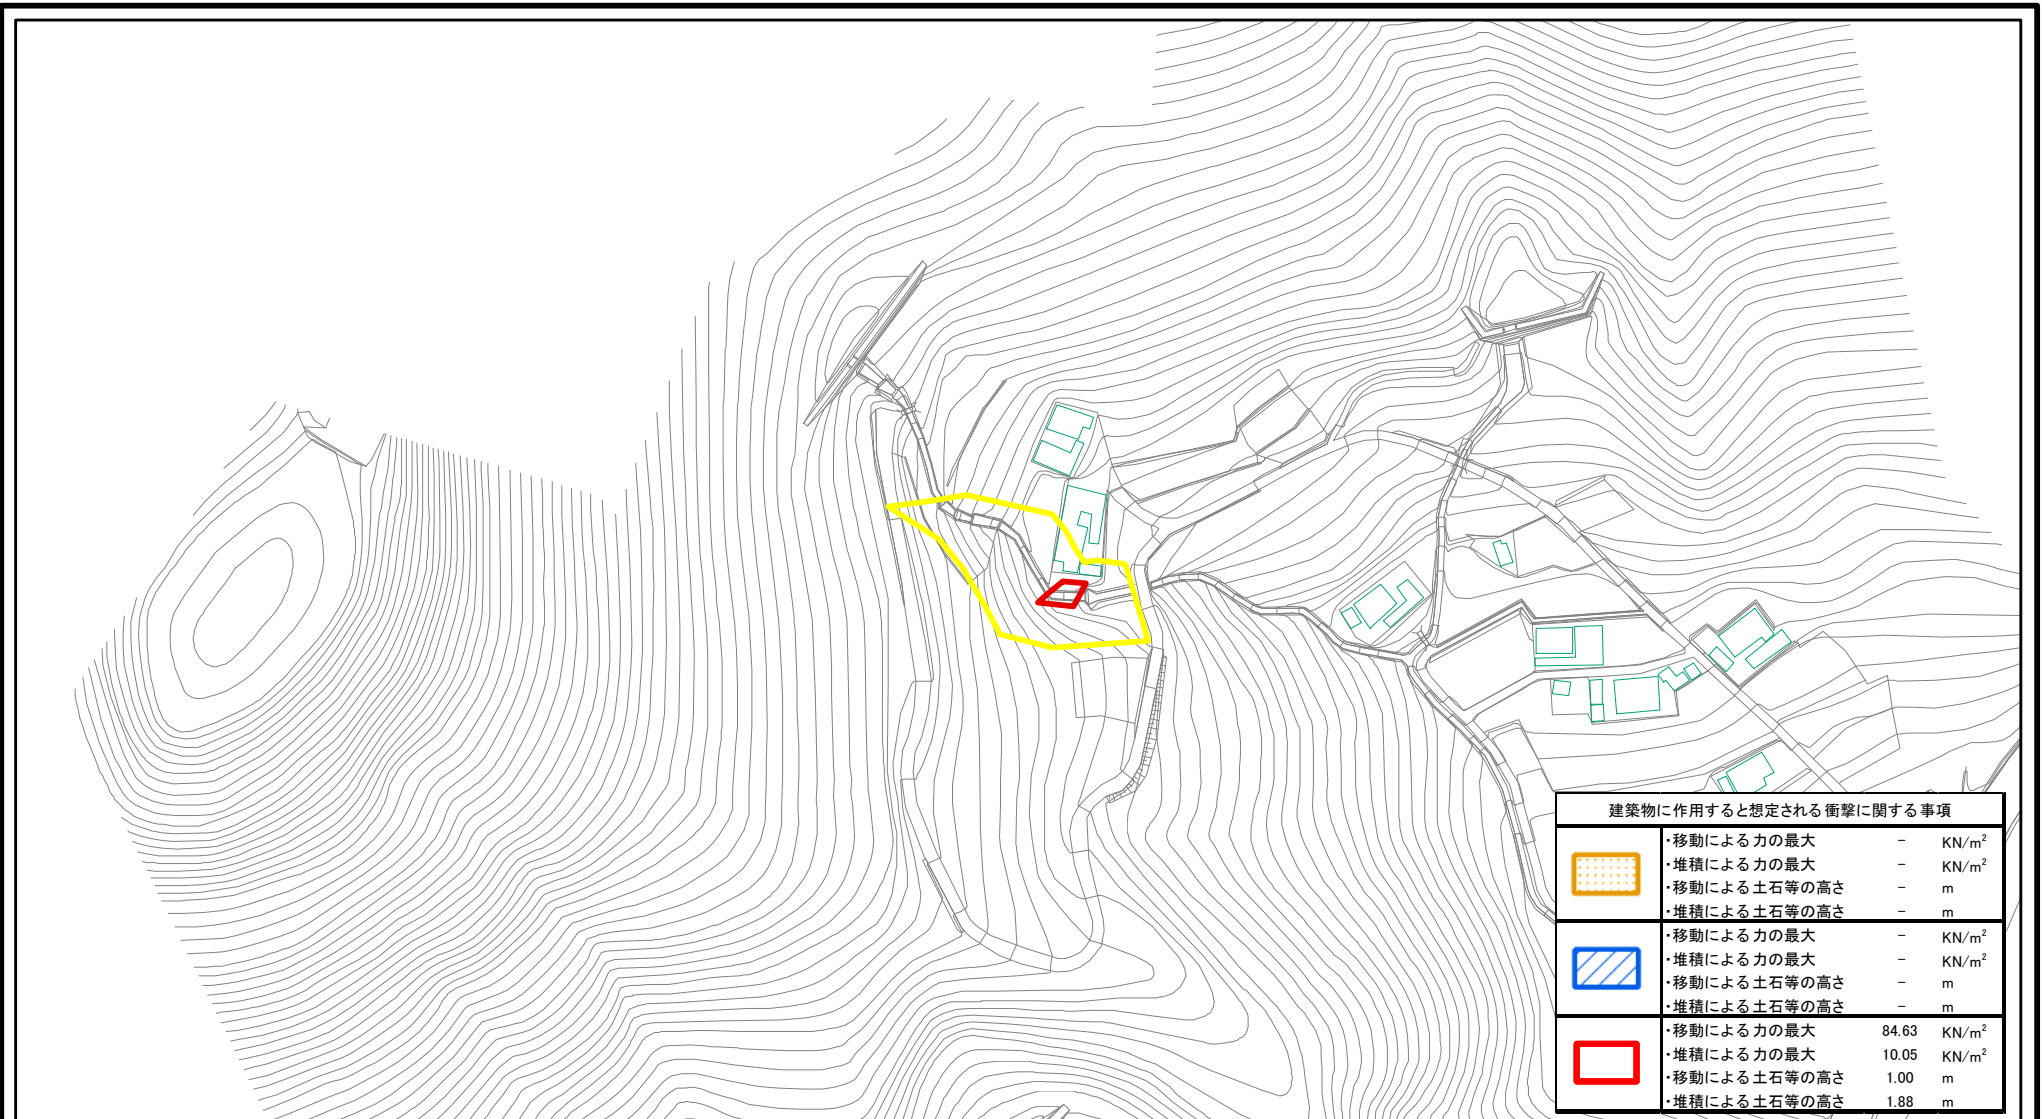 建築物に作用すると想定される衝撃に関する事項
・移動による力の最大 － KN/m²
・堆積による力の最大 － KN/m²
・移動による土石等の高さ － m
・堆積による土石等の高さ － m
・移動による力の最大 － KN/m²
・堆積による力の最大 － KN/m²
・移動による土石等の高さ － m
・堆積による土石等の高さ － m
・移動による力の最大 84.63 KN/m²
・堆積による力の最大 10.05 KN/m²
・移動による土石等の高さ 1.00 m
・堆積による土石等の高さ 1.88 m